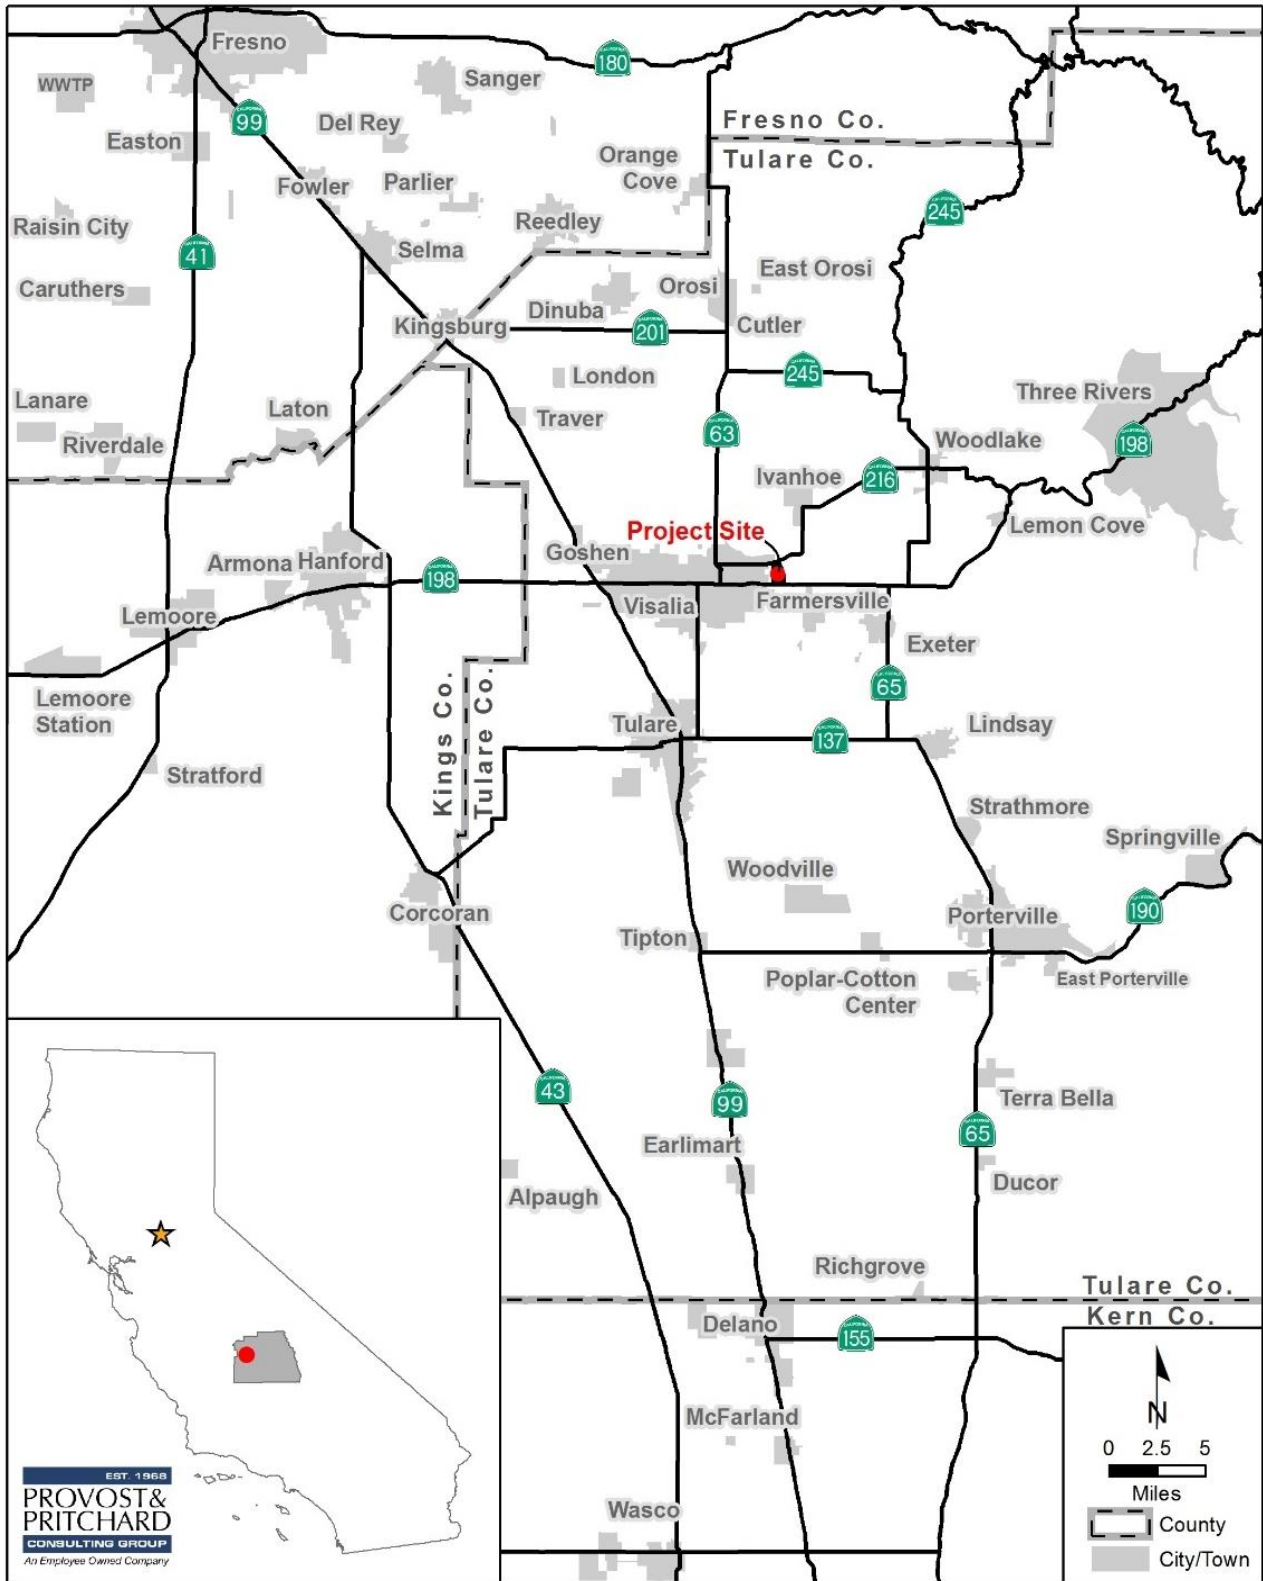 Fresno
180
WWTP
Sanger
99
Del Rey
Easton
Fresno Co.
Tulare Co.
Orange
Cove
Fowler
Parlier
245
Raisin City
Reedley
Selma
41
East Orosi
Caruthers
Orosi
Dinuba
Kingsburg
201
Cutler
London
245
Three Rivers
Lanare
Laton
Traver
63
198
Riverdale
Woodlake
Ivanhoe
216
Lemon Cove
Project Site
Goshen
Armona
Hanford
198
Lemoore
Visalia
Farmersville
Exeter
65
Lemoore
Station
Kings Co.
Tulare Co.
Tulare
137
Lindsay
Stratford
Strathmore
Springville
Woodville
Corcoran
Porterville
190
Tipton
Poplar-Cotton
Center
East Porterville
43
99
Terra Bella
65
Earlimart
Ducor
Alpaugh
Richgrove
Tulare Co.
Kern Co.
Delano
155
McFarland
Wasco
N
0 2.5 5
Miles
County
City/Town
EST. 1968
PROVOST&
PRITCHARD
CONSULTING GROUP
An Employee Owned Company